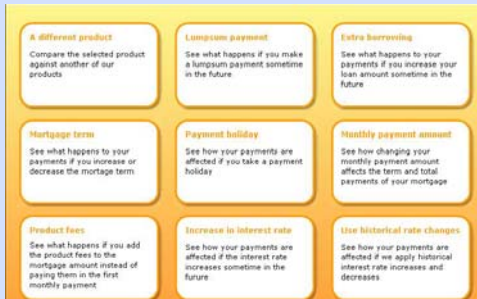 A different product
Compare the selected product
against another of our
products
Lumpsum payment
See what happens if you make
a lumpsum payment sometime
in the future
Extra borrowing
See what happens to your
payments if you increase your
loan amount sometime in the
future
Mortgage term
See what happens to your
payments if you increase or
decrease the mortage term
Payment holiday
See how your payments are
affected if you take a payment
holiday
Monthly payment amount
See how changing your
monthly payment amount
affects the term and total
payments of your mortgage
Product fees
See what happens if you add
the product fees to the
mortgage amount instead of
paying them in the first
monthly payment
Increase in interest rate
See how your payments are
affected if the interest rate
increases sometime in the
future
Use historical rate changes
See how your payments are
affected if we apply historical
interest rate increases and
decreases